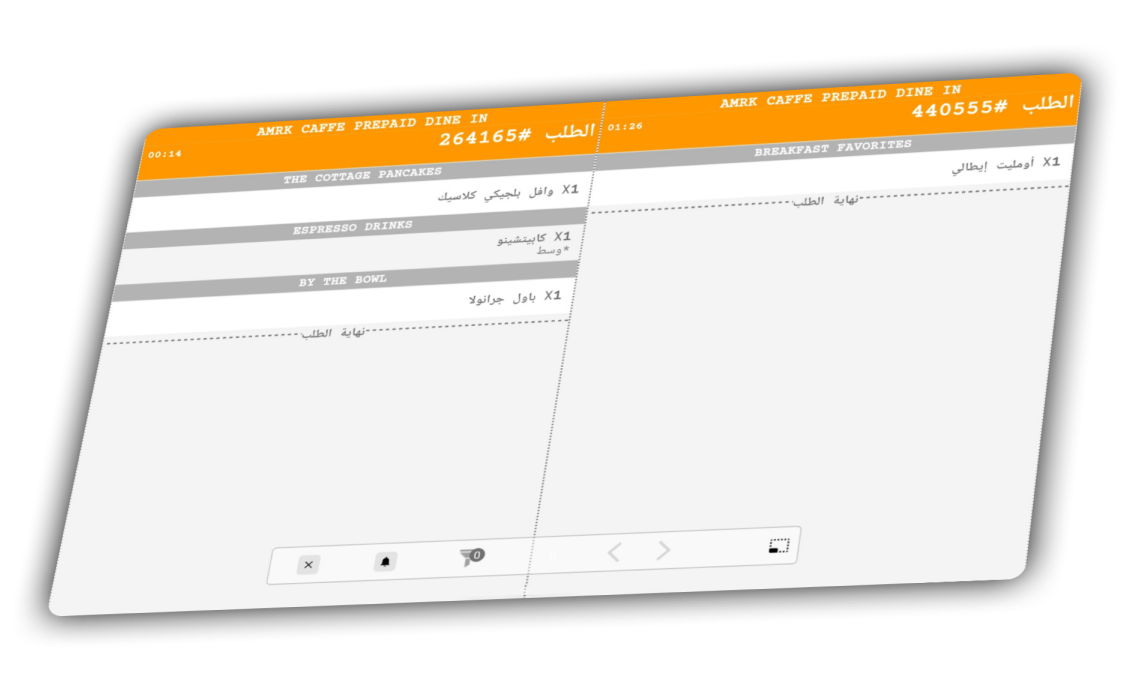 AMRK CAFFE PREPAID DINE IN
الطلب #440555
01:26
BREAKFAST FAVORITES
X1 أومليت إيطالي
نهاية الطلب
AMRK CAFFE PREPAID DINE IN
الطلب #264165
00:14
THE COTTAGE PANCAKES
X1 وافل بلجيكي كلاسيك
ESPRESSO DRINKS
X1 كابيتشينو
*وسط
BY THE BOWL
X1 باول جرانولا
نهاية الطلب
0